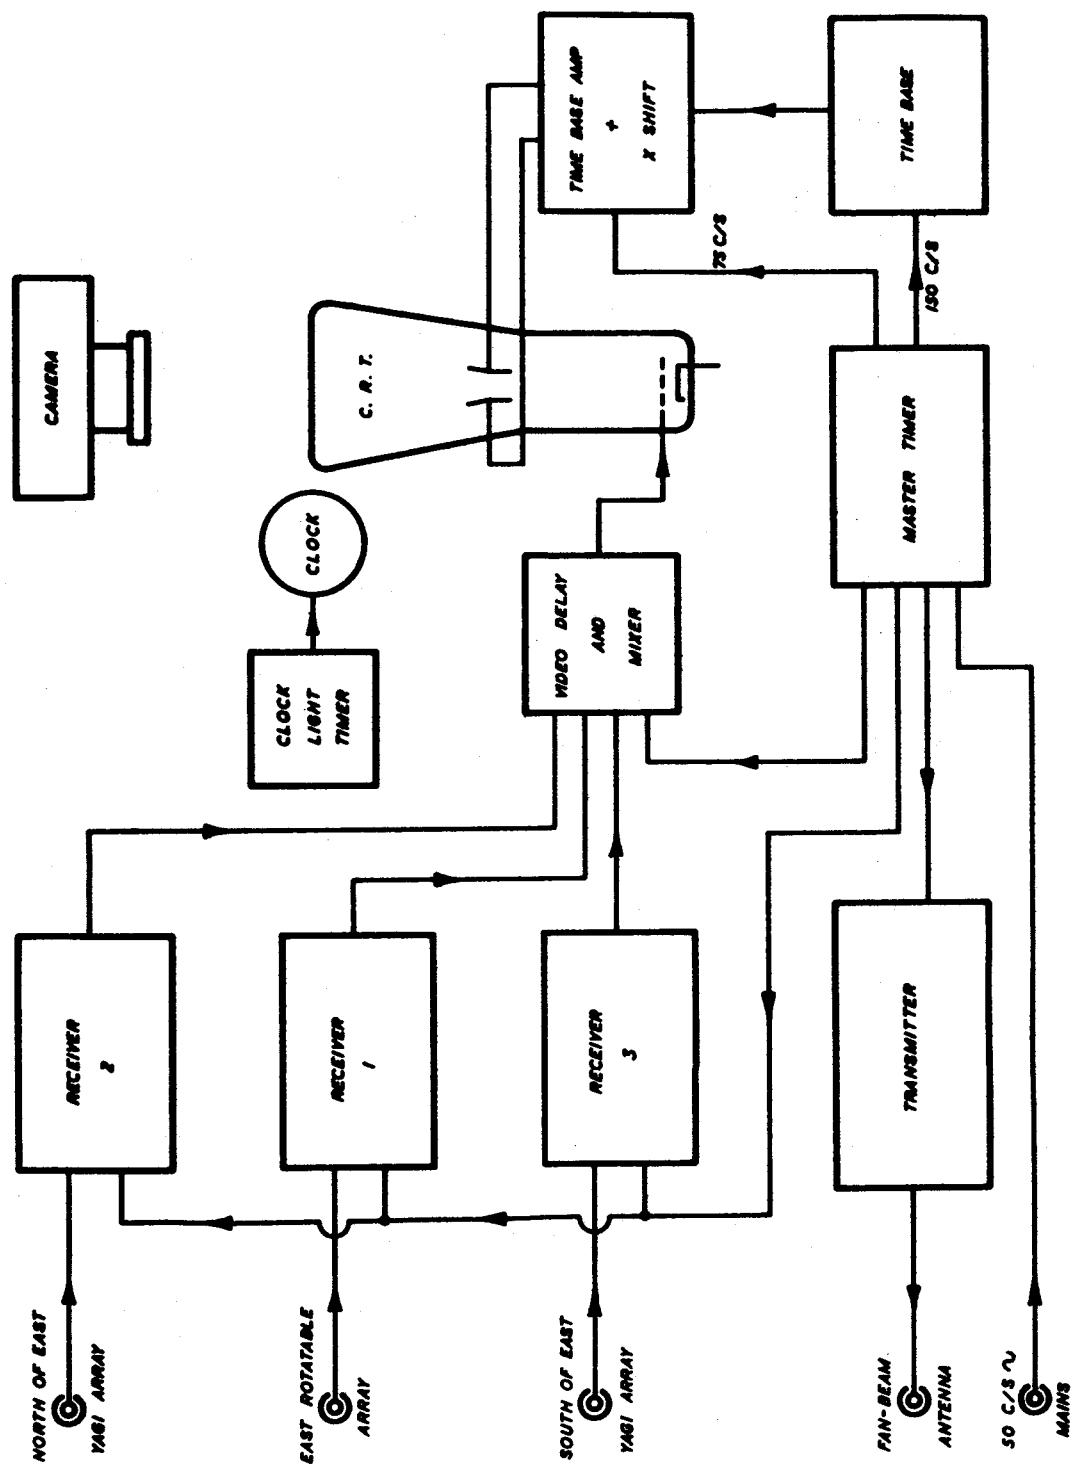 NORTH OF EAST
YAGI ARRAY
RECEIVER
2
CAMERA
EAST ROTATABLE
ARRAY
RECEIVER
1
CLOCK
LIGHT
TIMER
CLOCK
C. R. T.
SOUTH OF EAST
YAGI ARRAY
RECEIVER
3
VIDEO DELAY
AND
MIXER
TIME BASE AMP
+
X SHIFT
75 C/S
FAN-BEAM
ANTENNA
TRANSMITTER
MASTER TIMER
150 C/S
TIME BASE
50 C/S ~
MAINS